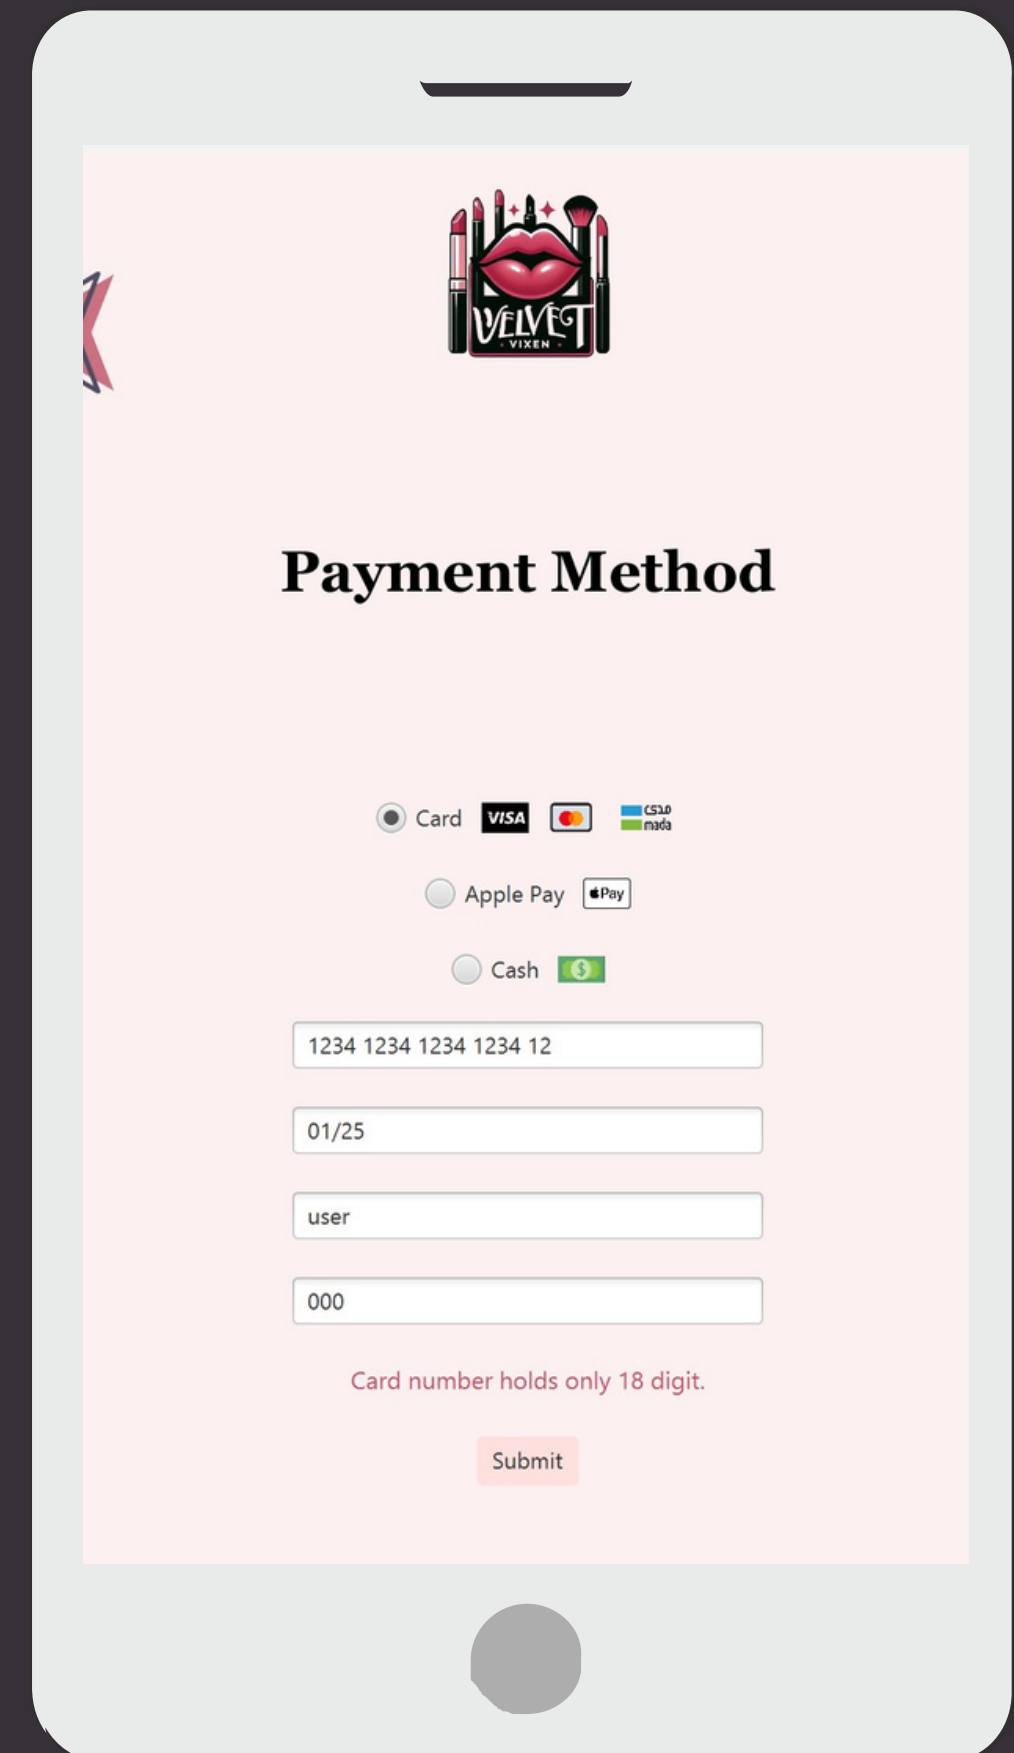 VELVET
VIXEN
Payment Method
Card VISA مدى mada
Apple Pay Pay
Cash $
1234 1234 1234 1234 12
01/25
user
000
Card number holds only 18 digit.
Submit